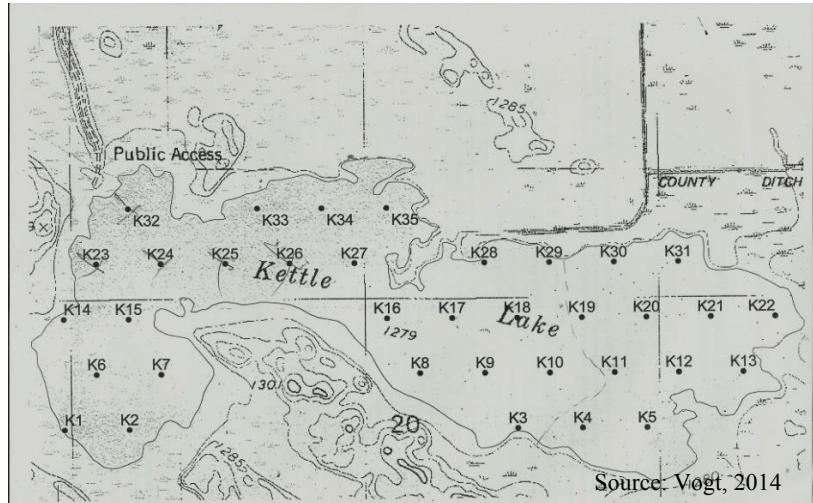 1285
Public Access
COUNTY DITCH
K32 K33 K34 K35
K23 K24 K25 K26 K27 K28 K29 K30 K31
Kettle
K14 K15 K16 K17 K18 K19 K20 K21 K22
Lake
1279
K6 K7 K8 K9 K10 K11 K12 K13
1301
K1 K2 20 K3 K4 K5
1285
Source: Vogt, 2014